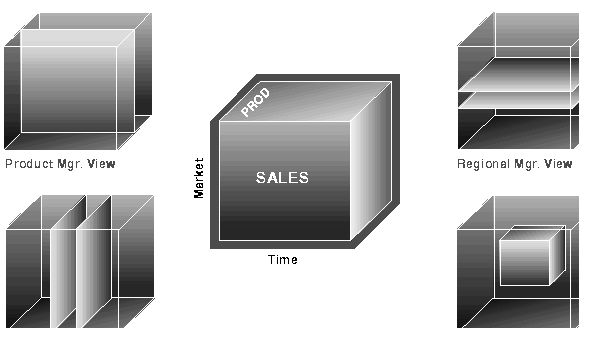 Product Mgr. View
Regional Mgr. View
PROD
SALES
Market
Time